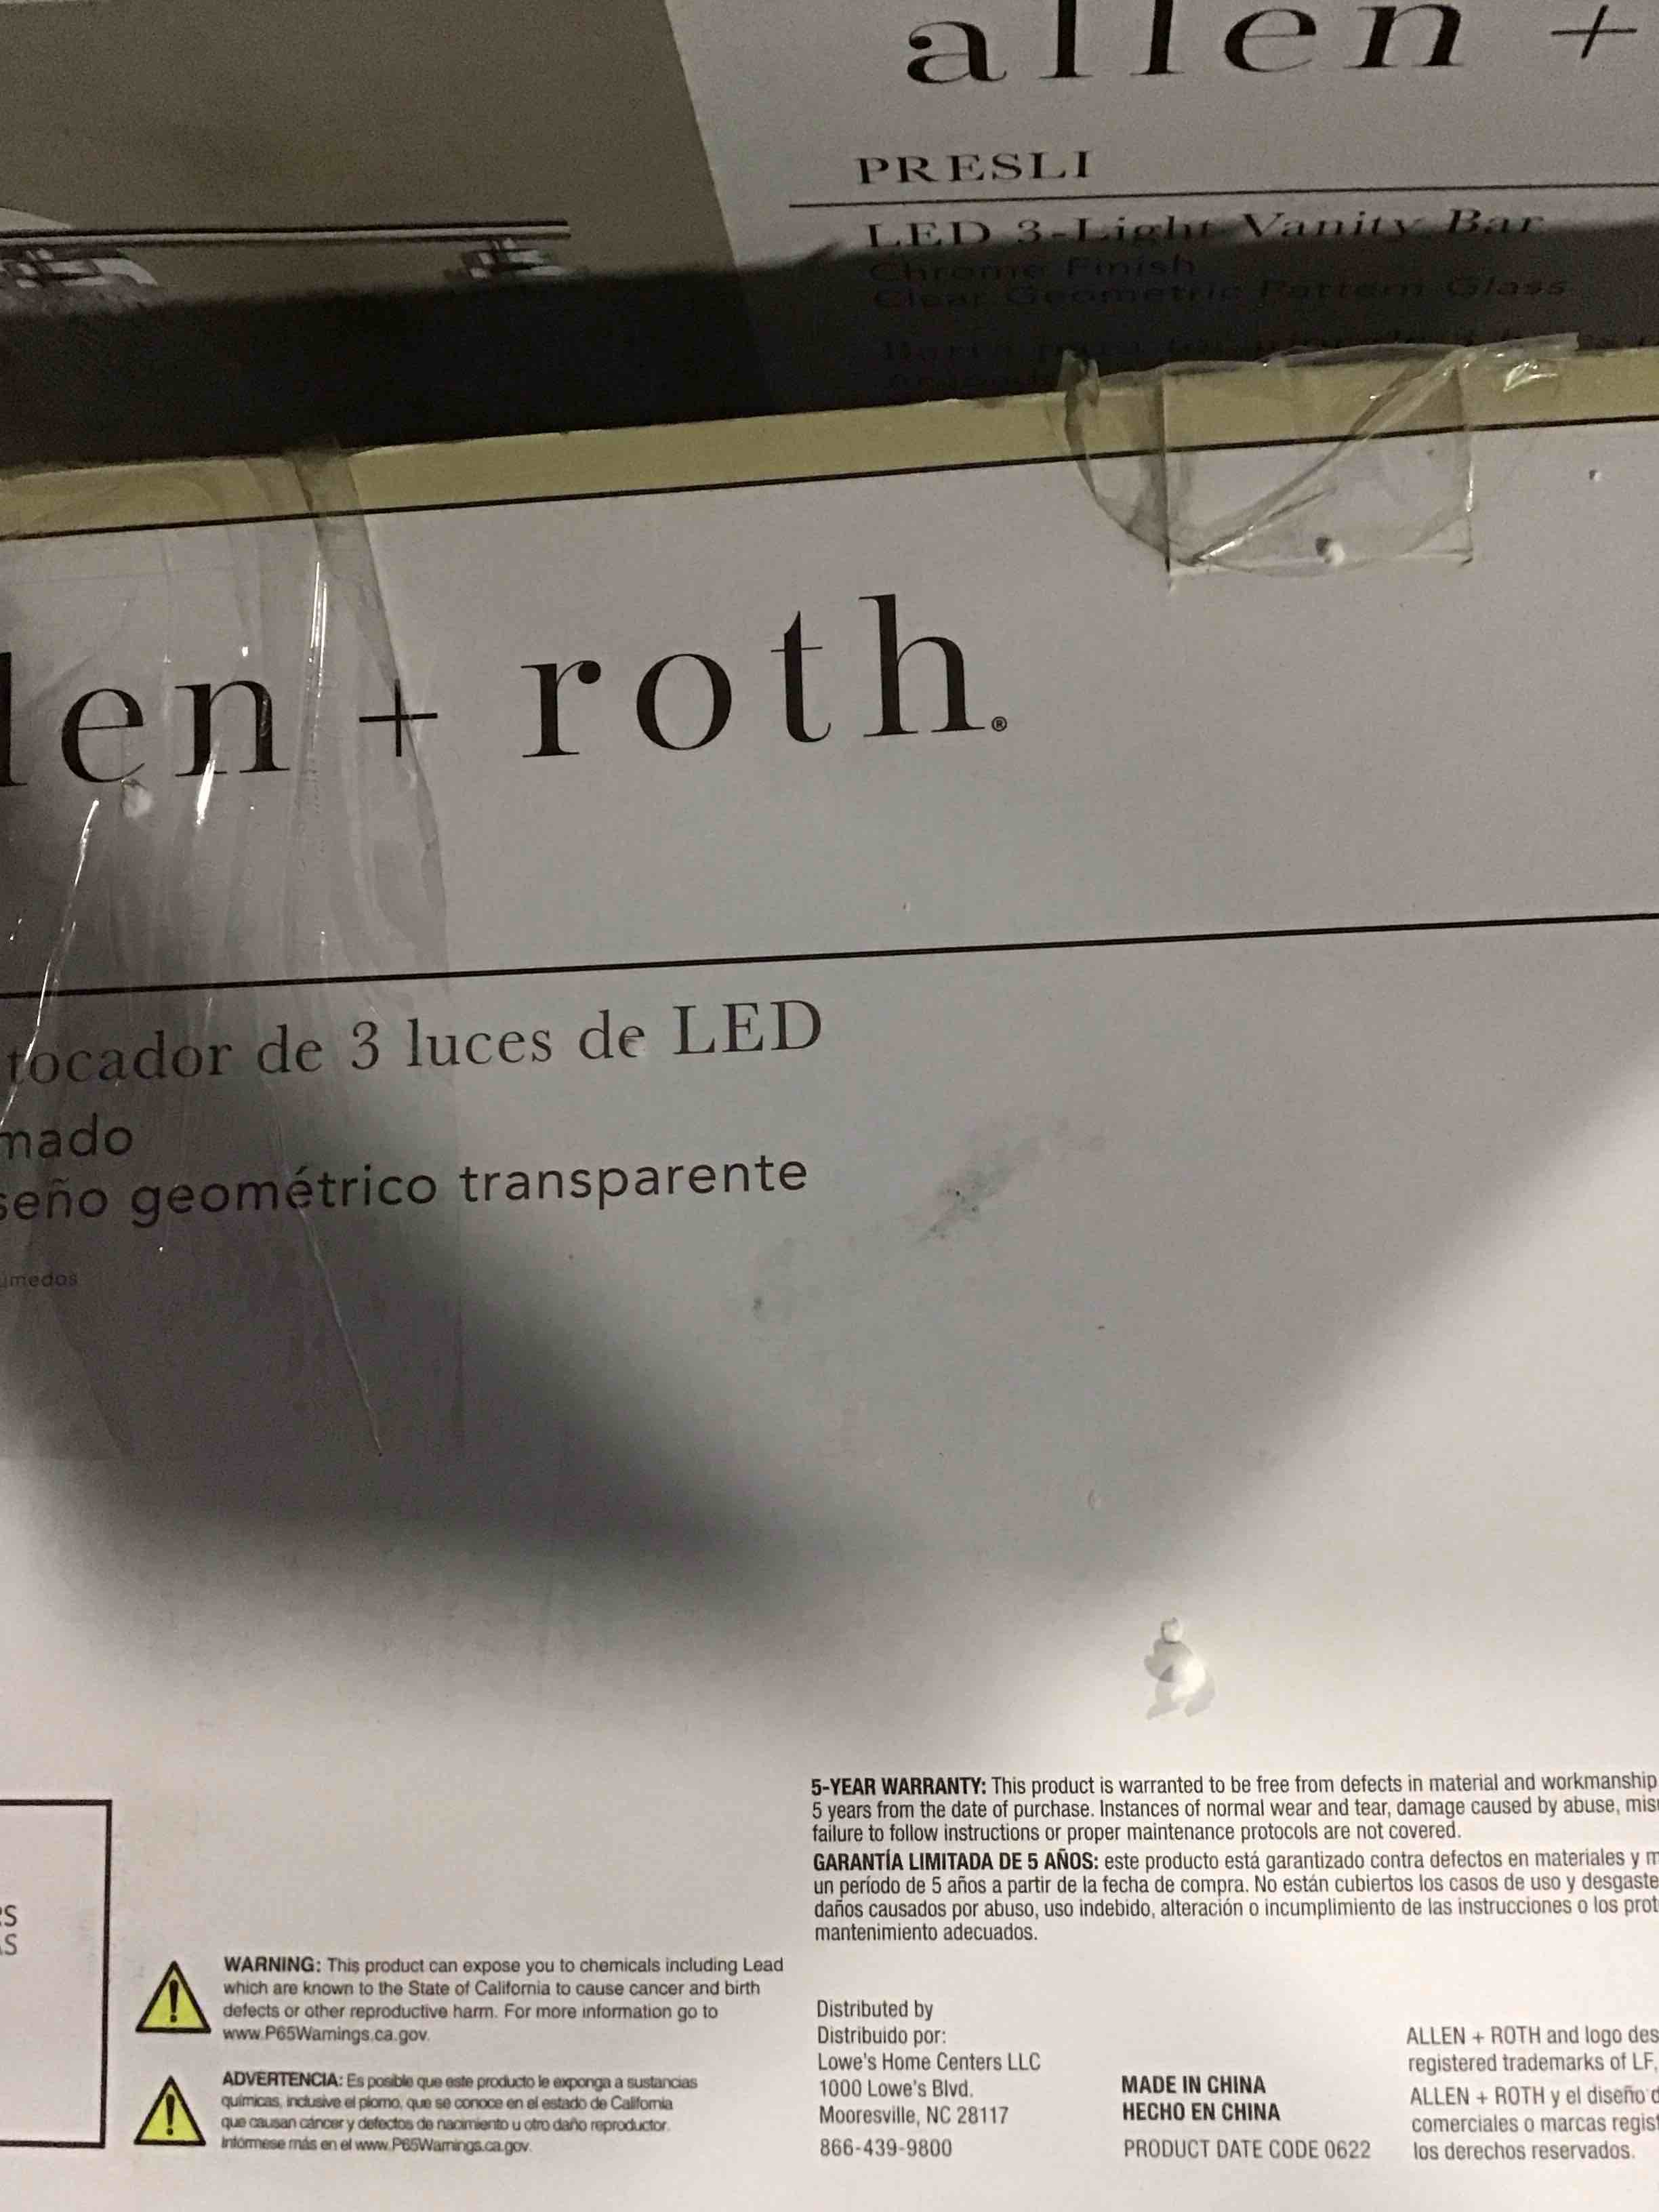 allen +
PRESLI
LED 3-Light Vanity Bar
Chrome Finish
Clear Geometric Pattern Glass
len + roth®
tocador de 3 luces de LED
mado
seño geométrico transparente
úmedos
5-YEAR WARRANTY: This product is warranted to be free from defects in material and workmanship
5 years from the date of purchase. Instances of normal wear and tear, damage caused by abuse, mis
failure to follow instructions or proper maintenance protocols are not covered.
GARANTÍA LIMITADA DE 5 AÑOS: este producto está garantizado contra defectos en materiales y m
un período de 5 años a partir de la fecha de compra. No están cubiertos los casos de uso y desgaste
daños causados por abuso, uso indebido, alteración o incumplimiento de las instrucciones o los prot
mantenimiento adecuados.
ES
AS
WARNING: This product can expose you to chemicals including Lead
which are known to the State of California to cause cancer and birth
defects or other reproductive harm. For more information go to
www.P65Warnings.ca.gov.
ADVERTENCIA: Es posible que este producto le exponga a sustancias
químicas, inclusive el plomo, que se conoce en el estado de California
que causan cáncer y defectos de nacimiento u otro daño reproductor.
Infórmese más en el www.P65Warnings.ca.gov.
Distributed by
Distribuido por:
Lowe's Home Centers LLC
1000 Lowe's Blvd.
Mooresville, NC 28117
866-439-9800
MADE IN CHINA
HECHO EN CHINA
PRODUCT DATE CODE 0622
ALLEN + ROTH and logo des
registered trademarks of LF,
ALLEN + ROTH y el diseño d
comerciales o marcas regist
los derechos reservados.